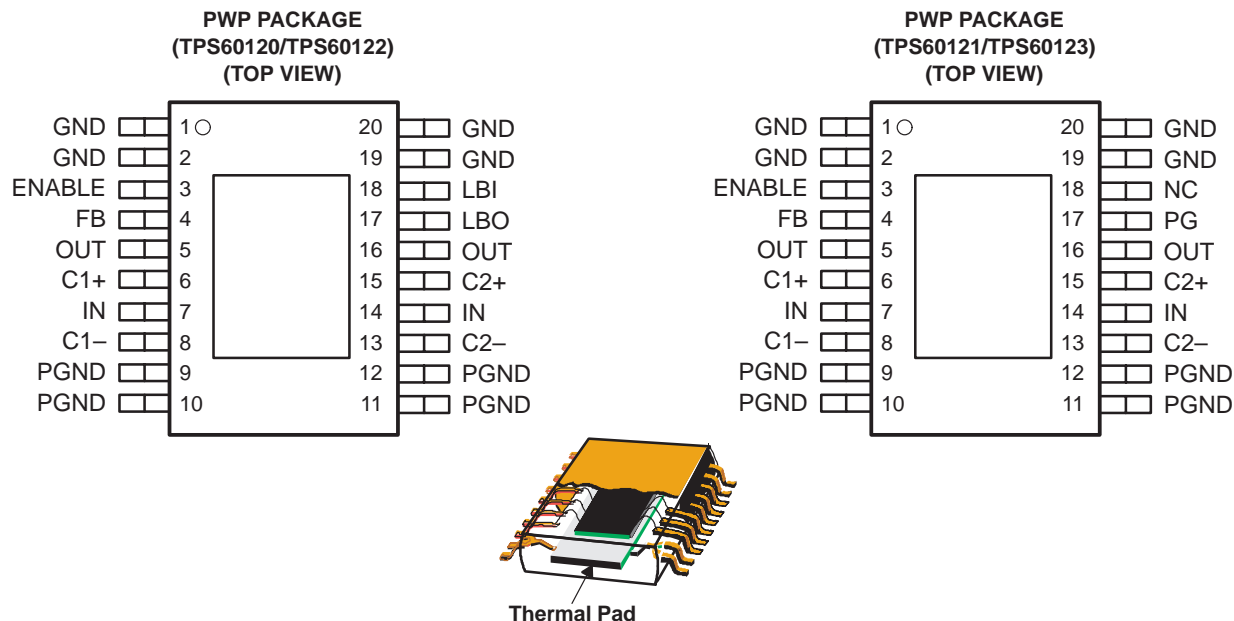 PWP PACKAGE
(TPS60120/TPS60122)
(TOP VIEW)
GND 1 20 GND
GND 2 19 GND
ENABLE 3 18 LBI
FB 4 17 LBO
OUT 5 16 OUT
C1+ 6 15 C2+
IN 7 14 IN
C1– 8 13 C2–
PGND 9 12 PGND
PGND 10 11 PGND
PWP PACKAGE
(TPS60121/TPS60123)
(TOP VIEW)
GND 1 20 GND
GND 2 19 GND
ENABLE 3 18 NC
FB 4 17 PG
OUT 5 16 OUT
C1+ 6 15 C2+
IN 7 14 IN
C1– 8 13 C2–
PGND 9 12 PGND
PGND 10 11 PGND
Thermal Pad